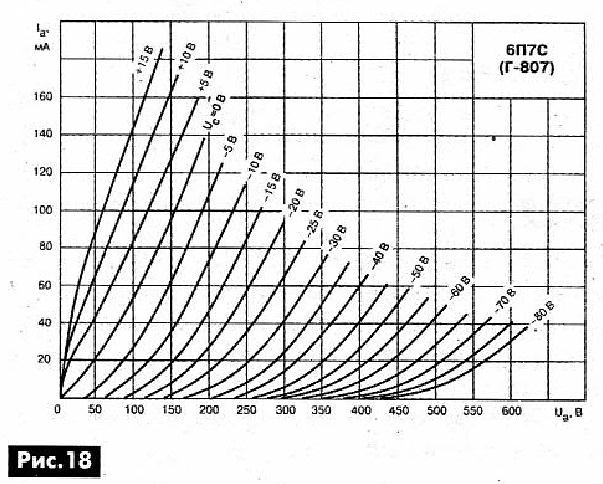 Iа,
мА
6П7С
(Г-807)
+15 В
+10 В
+5 В
Uс=0 В
-5 В
-10 В
-15 В
-20 В
-25 В
-30 В
-40 В
-50 В
-60 В
-70 В
-80 В
160
140
120
100
80
60
40
20
0 50 100 150 200 250 300 350 400 450 500 600 Uа, В
Рис.18